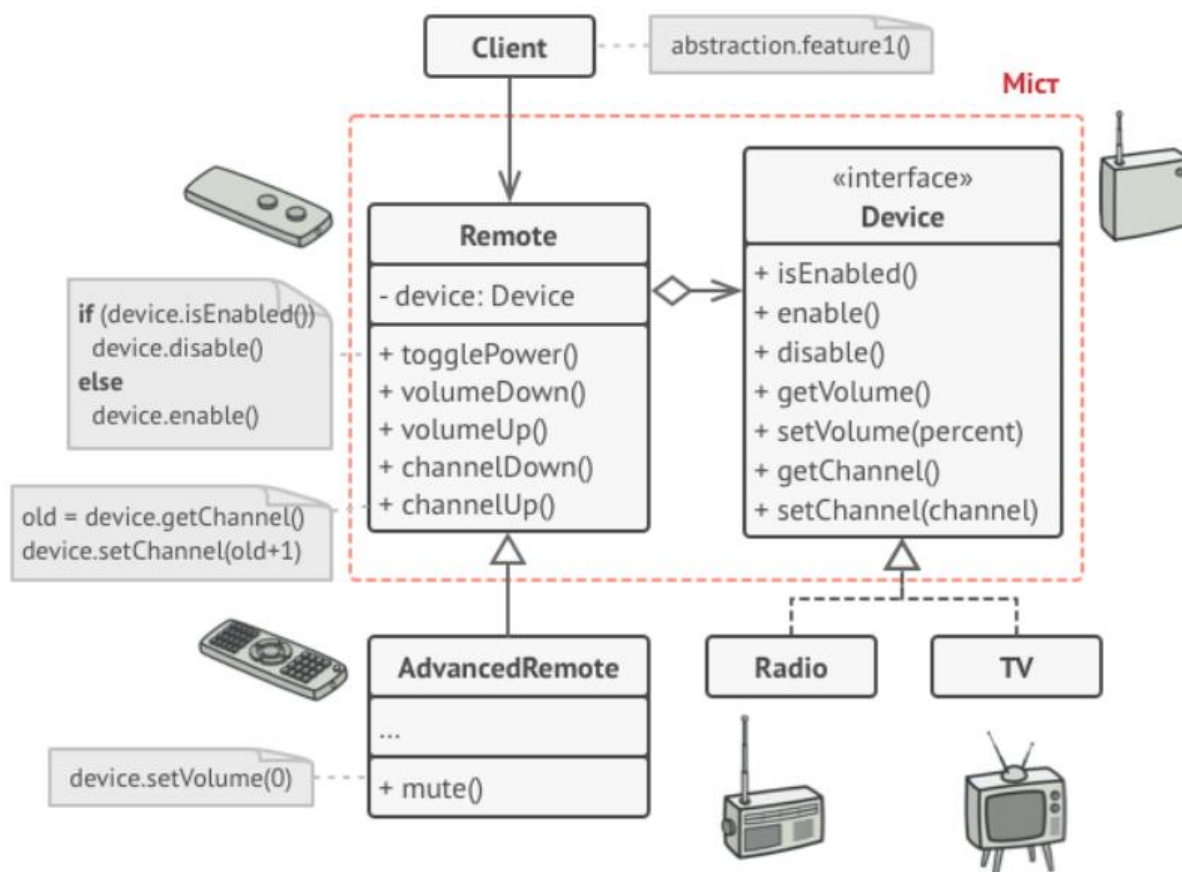 Client
abstraction.feature1()
Міст
Remote
- device: Device
+ togglePower()
+ volumeDown()
+ volumeUp()
+ channelDown()
+ channelUp()
«interface»
Device
+ isEnabled()
+ enable()
+ disable()
+ getVolume()
+ setVolume(percent)
+ getChannel()
+ setChannel(channel)
if (device.isEnabled())
device.disable()
else
device.enable()
old = device.getChannel()
device.setChannel(old+1)
AdvancedRemote
...
+ mute()
device.setVolume(0)
Radio
TV